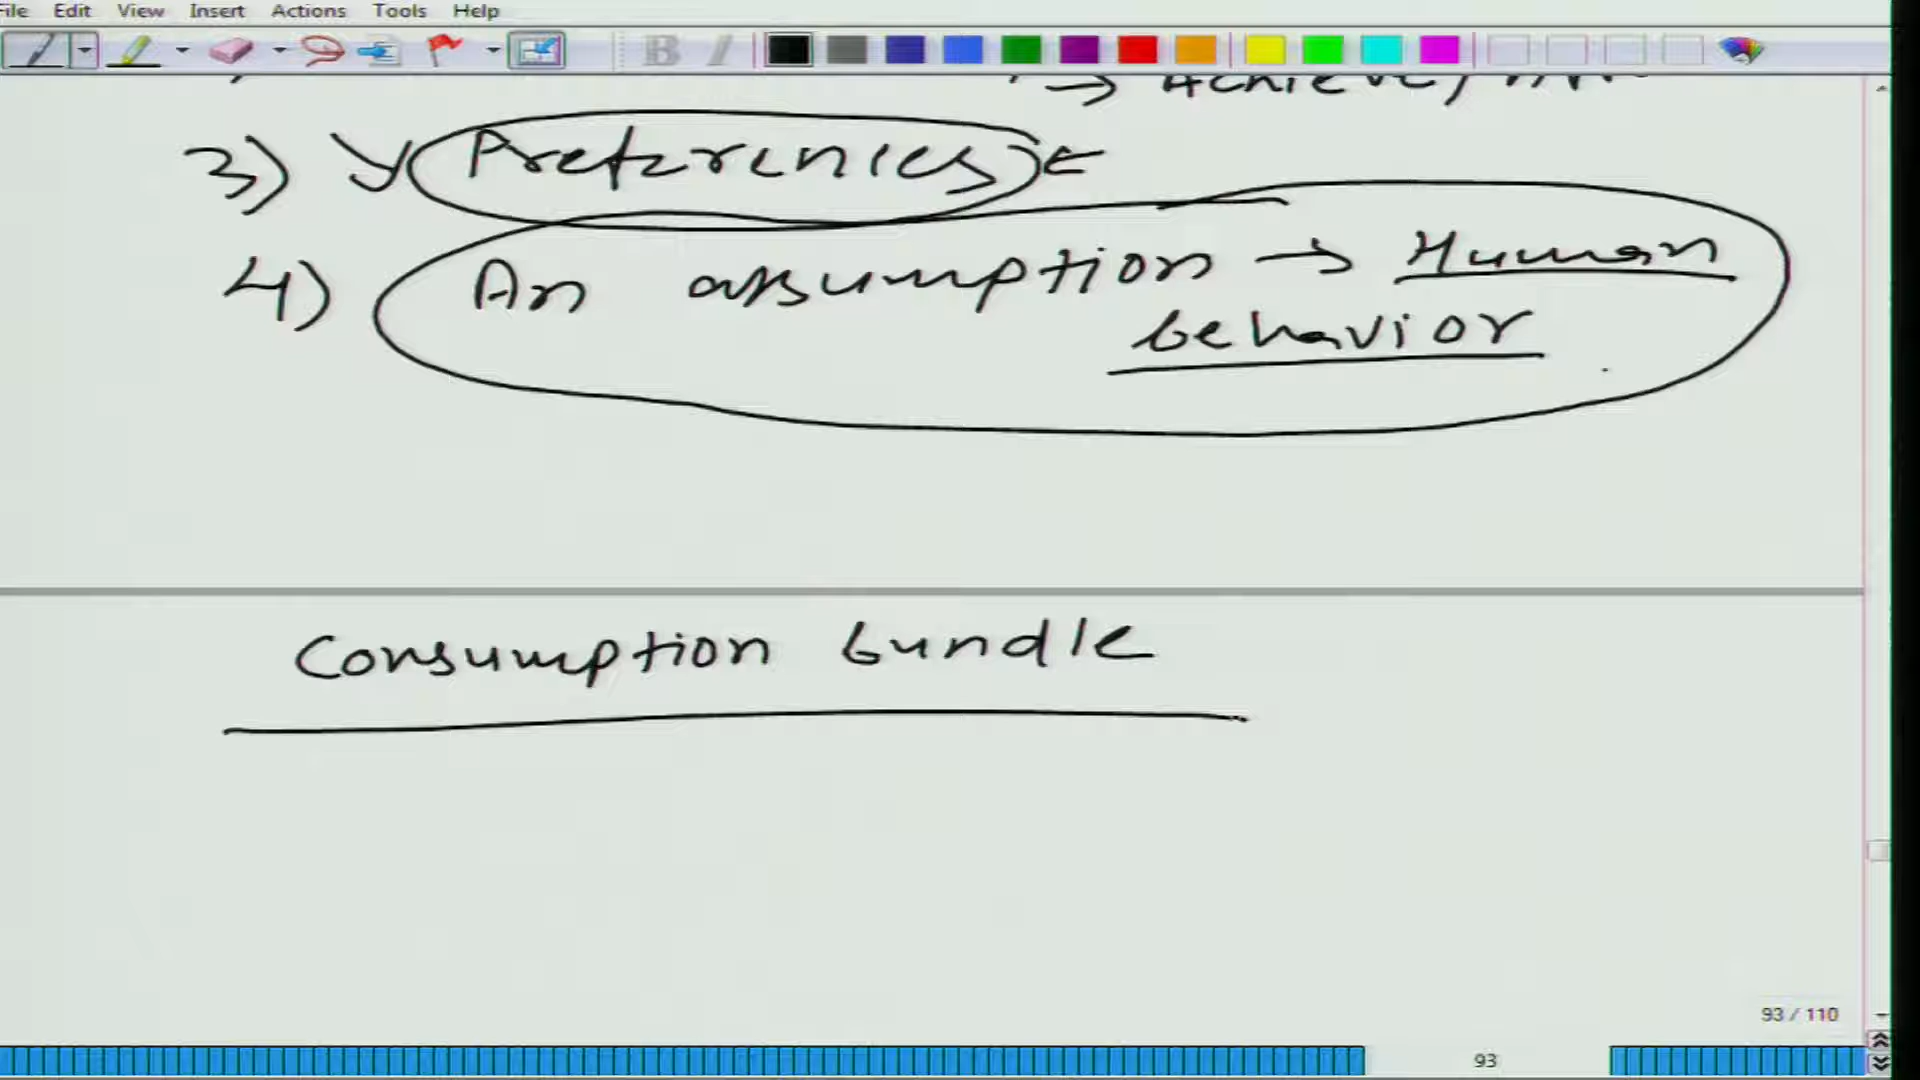 File Edit View Insert Actions Tools Help
B I
→ Achieve/
3) Preferences ←
4) An assumption → Human
behavior
Consumption bundle
93 / 110
93